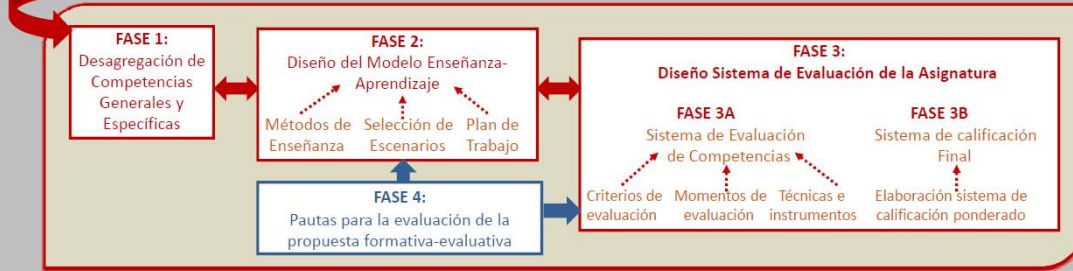 FASE 1:
Desagregación de
Competencias
Generales y
Específicas
FASE 2:
Diseño del Modelo Enseñanza-
Aprendizaje
Métodos de
Enseñanza
Selección de
Escenarios
Plan de
Trabajo
FASE 3:
Diseño Sistema de Evaluación de la Asignatura
FASE 3A
Sistema de Evaluación
de Competencias
Criterios de
evaluación
Momentos de
evaluación
Técnicas e
instrumentos
FASE 3B
Sistema de calificación
Final
Elaboración sistema de
calificación ponderado
FASE 4:
Pautas para la evaluación de la
propuesta formativa-evaluativa